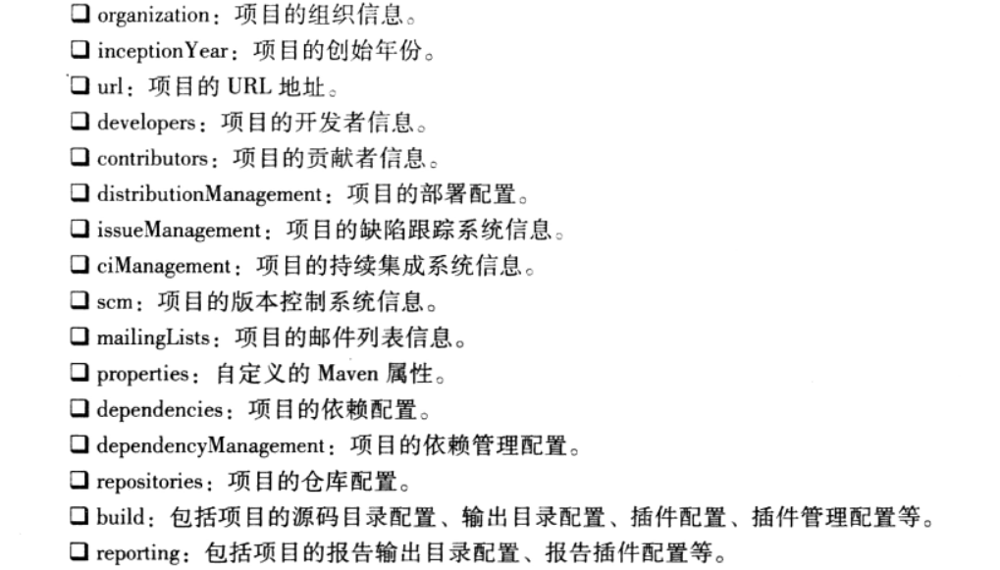 ❑ organization：项目的组织信息。
❑ inceptionYear：项目的创始年份。
❑ url：项目的 URL 地址。
❑ developers：项目的开发者信息。
❑ contributors：项目的贡献者信息。
❑ distributionManagement：项目的部署配置。
❑ issueManagement：项目的缺陷跟踪系统信息。
❑ ciManagement：项目的持续集成系统信息。
❑ scm：项目的版本控制系统信息。
❑ mailingLists：项目的邮件列表信息。
❑ properties：自定义的 Maven 属性。
❑ dependencies：项目的依赖配置。
❑ dependencyManagement：项目的依赖管理配置。
❑ repositories：项目的仓库配置。
❑ build：包括项目的源码目录配置、输出目录配置、插件配置、插件管理配置等。
❑ reporting：包括项目的报告输出目录配置、报告插件配置等。